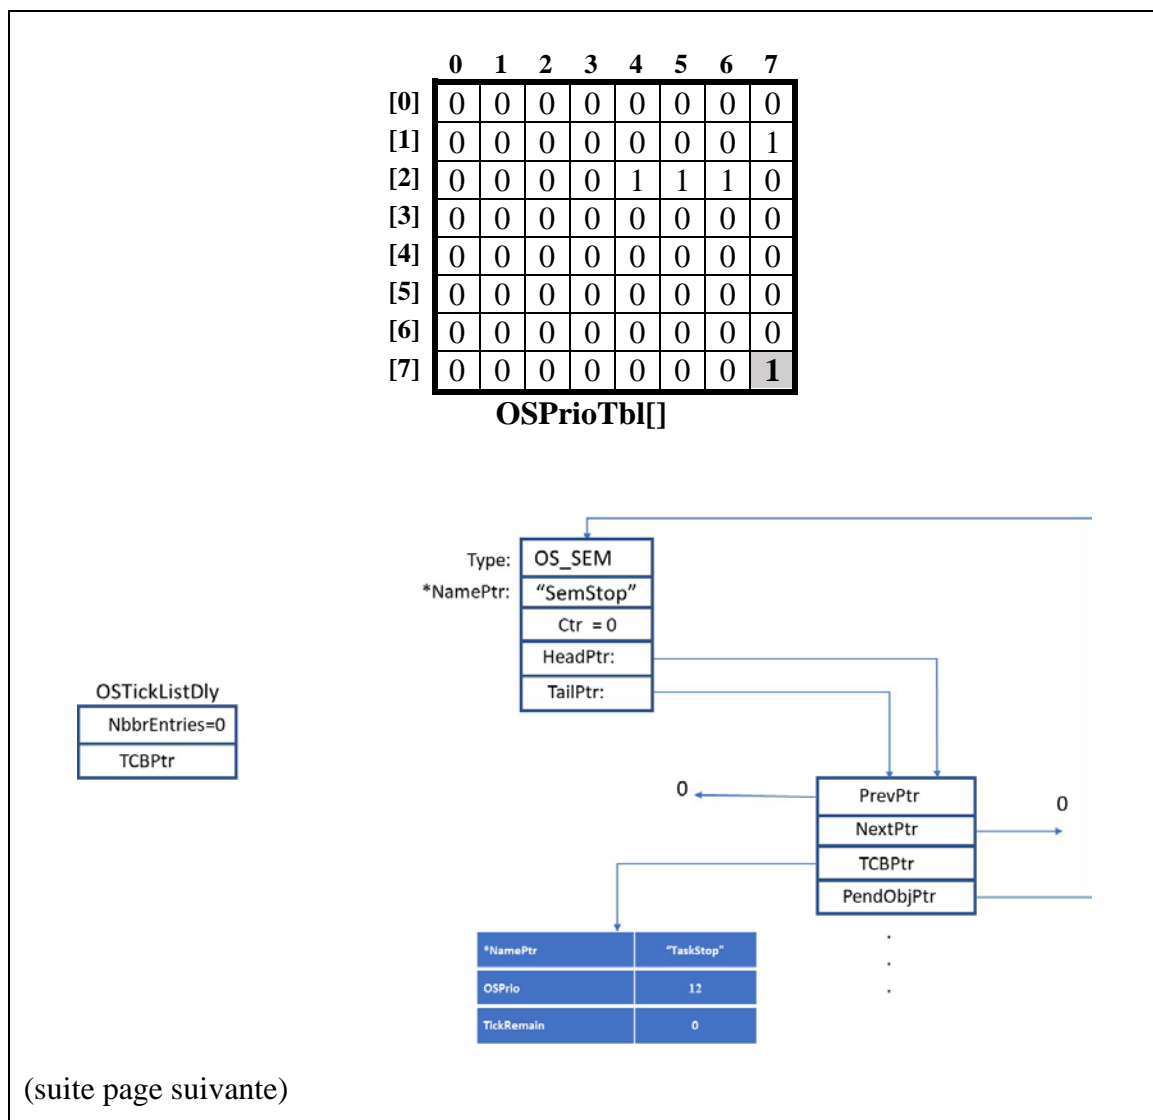 0 1 2 3 4 5 6 7
[0] 0 0 0 0 0 0 0 0
[1] 0 0 0 0 0 0 0 1
[2] 0 0 0 0 1 1 1 0
[3] 0 0 0 0 0 0 0 0
[4] 0 0 0 0 0 0 0 0
[5] 0 0 0 0 0 0 0 0
[6] 0 0 0 0 0 0 0 0
[7] 0 0 0 0 0 0 0 1
OSPrioTbl[]
Type: OS_SEM
*NamePtr: “SemStop”
Ctr = 0
HeadPtr:
TailPtr:
OSTickListDly
NbbrEntries=0
TCBPtr
0
PrevPtr
0
NextPtr
TCBPtr
PendObjPtr
*NamePtr “TaskStop”
OSPrio 12
TickRemain 0
.
.
.
(suite page suivante)